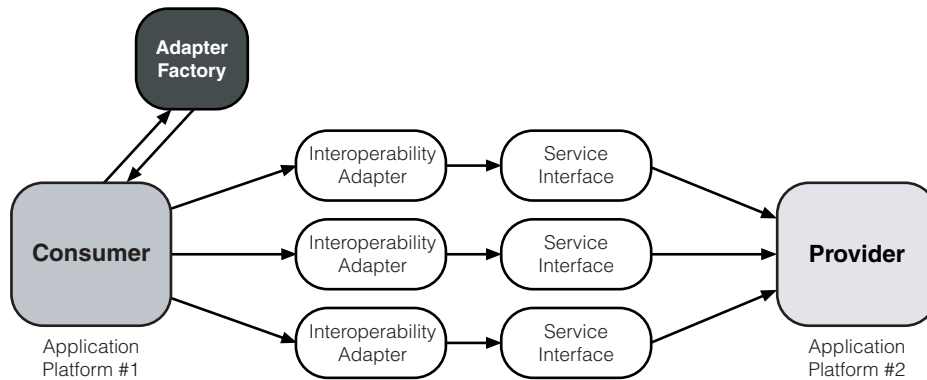 Adapter
Factory
Interoperability
Adapter
Service
Interface
Consumer
Interoperability
Adapter
Service
Interface
Provider
Interoperability
Adapter
Service
Interface
Application
Platform #1
Application
Platform #2